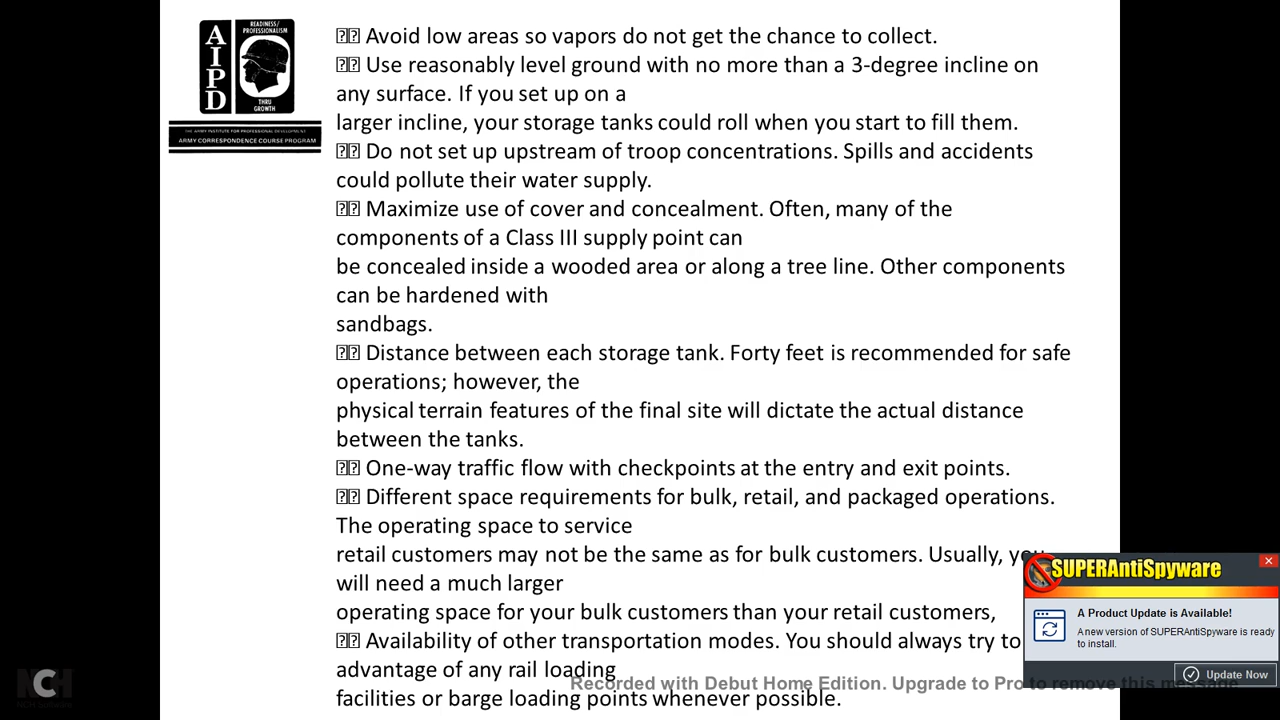 READINESS/
PROFESSIONALISM
AIPD
THRU
GROWTH
THE ARMY INSTITUTE FOR PROFESSIONAL DEVELOPMENT
ARMY CORRESPONDENCE COURSE PROGRAM
Avoid low areas so vapors do not get the chance to collect.
Use reasonably level ground with no more than a 3-degree incline on
any surface. If you set up on a
larger incline, your storage tanks could roll when you start to fill them.
Do not set up upstream of troop concentrations. Spills and accidents
could pollute their water supply.
Maximize use of cover and concealment. Often, many of the
components of a Class III supply point can
be concealed inside a wooded area or along a tree line. Other components
can be hardened with
sandbags.
Distance between each storage tank. Forty feet is recommended for safe
operations; however, the
physical terrain features of the final site will dictate the actual distance
between the tanks.
One-way traffic flow with checkpoints at the entry and exit points.
Different space requirements for bulk, retail, and packaged operations.
The operating space to service
retail customers may not be the same as for bulk customers. Usually, you
will need a much larger
operating space for your bulk customers than your retail customers,
Availability of other transportation modes. You should always try to
advantage of any rail loading
facilities or barge loading points whenever possible.
SUPERAntiSpyware
A Product Update is Available!
A new version of SUPERAntiSpyware is ready
to install.
Update Now
Recorded with Debut Home Edition. Upgrade to Pro to remove this message
NCH
NCH Software